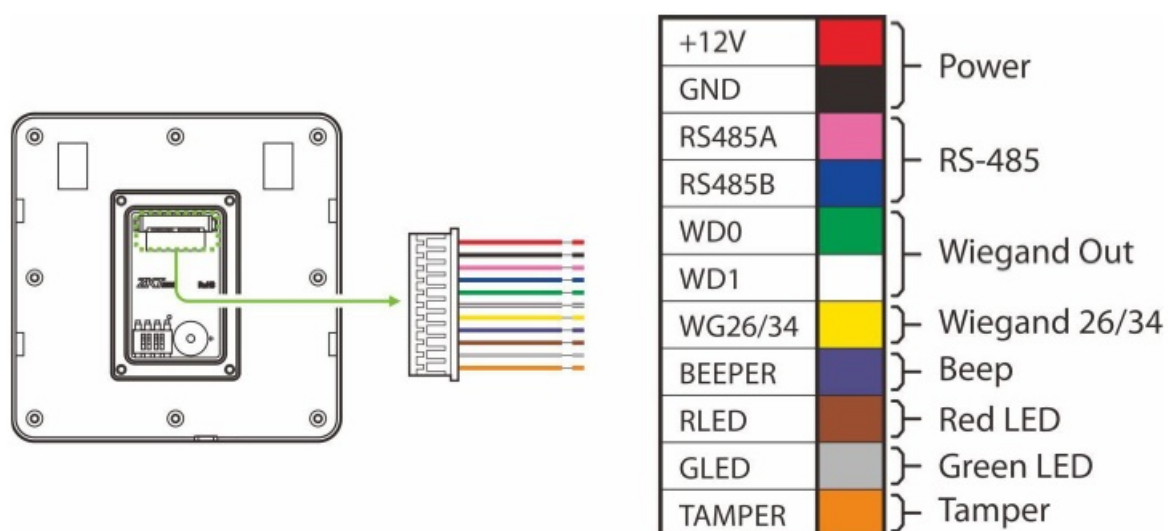 +12V
GND
Power
RS485A
RS485B
RS-485
WD0
WD1
Wiegand Out
WG26/34
Wiegand 26/34
BEEPER
Beep
RLED
Red LED
GLED
Green LED
TAMPER
Tamper